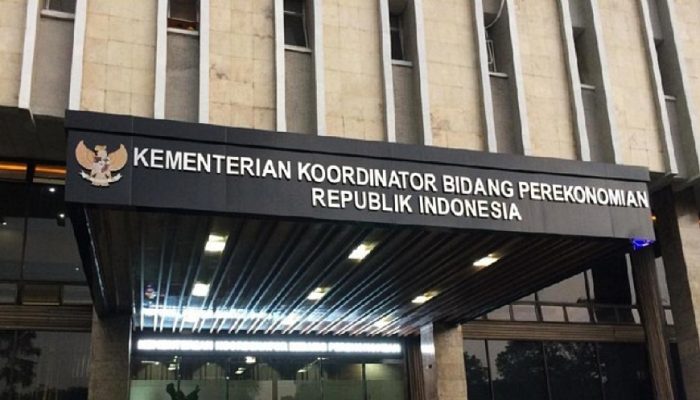 KEMENTERIAN KOORDINATOR BIDANG PEREKONOMIAN
REPUBLIK INDONESIA